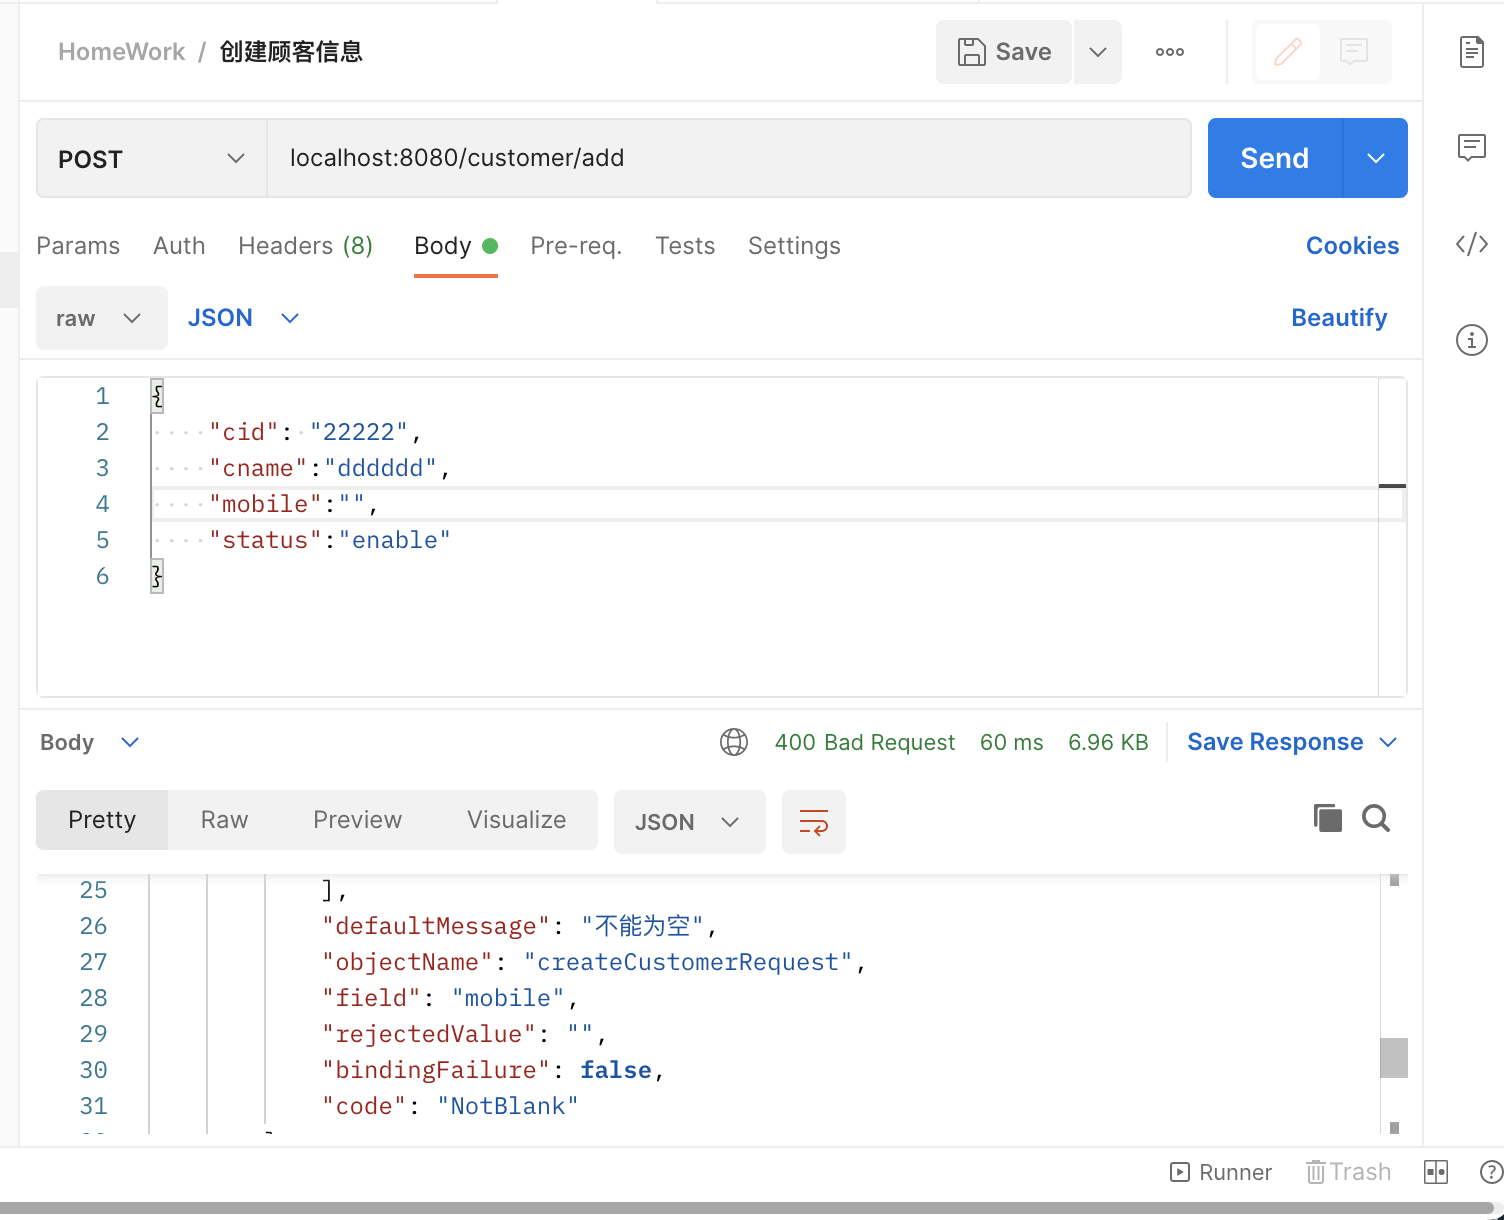 HomeWork / 创建顾客信息
Save
POST
localhost:8080/customer/add
Send
Params Auth Headers (8) Body Pre-req. Tests Settings Cookies
raw JSON Beautify
1 {
2 "cid": "22222",
3 "cname":"dddddd",
4 "mobile":"",
5 "status":"enable"
6 }
Body 400 Bad Request 60 ms 6.96 KB Save Response
Pretty Raw Preview Visualize JSON
25 ],
26 "defaultMessage": "不能为空",
27 "objectName": "createCustomerRequest",
28 "field": "mobile",
29 "rejectedValue": "",
30 "bindingFailure": false,
31 "code": "NotBlank"
Runner Trash